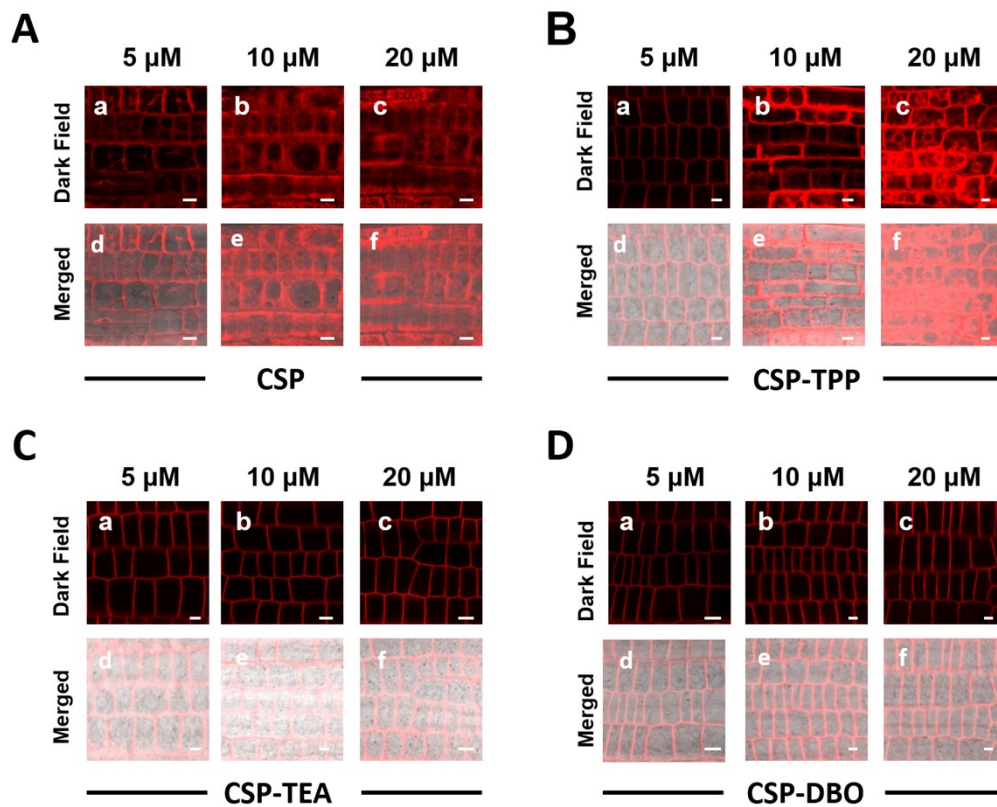 A
5 μM 10 μM 20 μM
Dark Field
a b c
Merged
d e f
CSP
B
5 μM 10 μM 20 μM
Dark Field
a b c
Merged
d e f
CSP-TPP
C
5 μM 10 μM 20 μM
Dark Field
a b c
Merged
d e f
CSP-TEA
D
5 μM 10 μM 20 μM
Dark Field
a b c
Merged
d e f
CSP-DBO